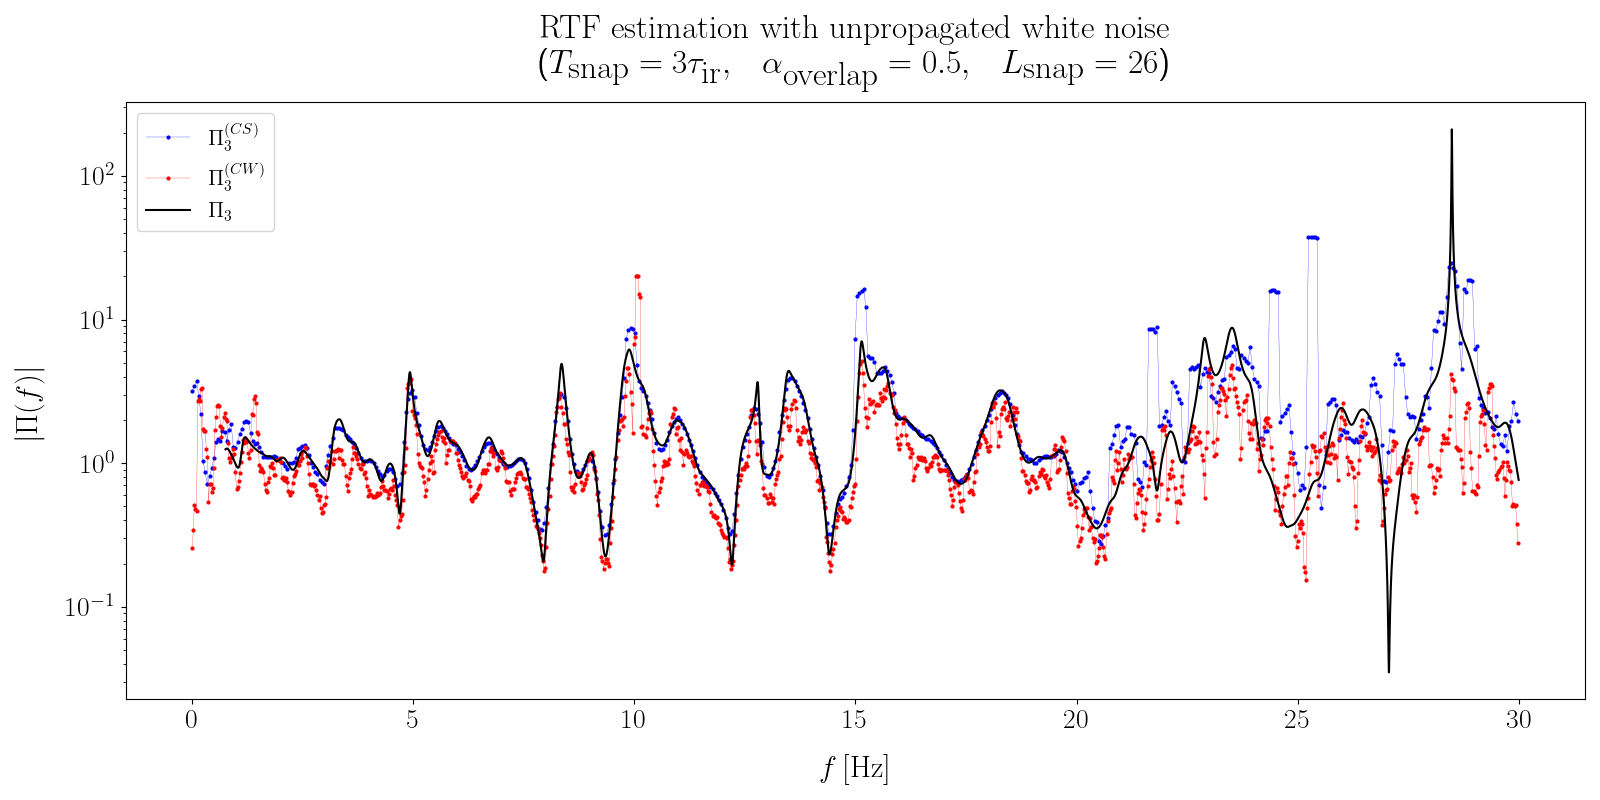 RTF estimation with unpropagated white noise
(T_snap = 3τ_ir, α_overlap = 0.5, L_snap = 26)
Π_3^(CS)
Π_3^(CW)
Π_3
|Π(f)|
10^2
10^1
10^0
10^−1
0 5 10 15 20 25 30
f [Hz]